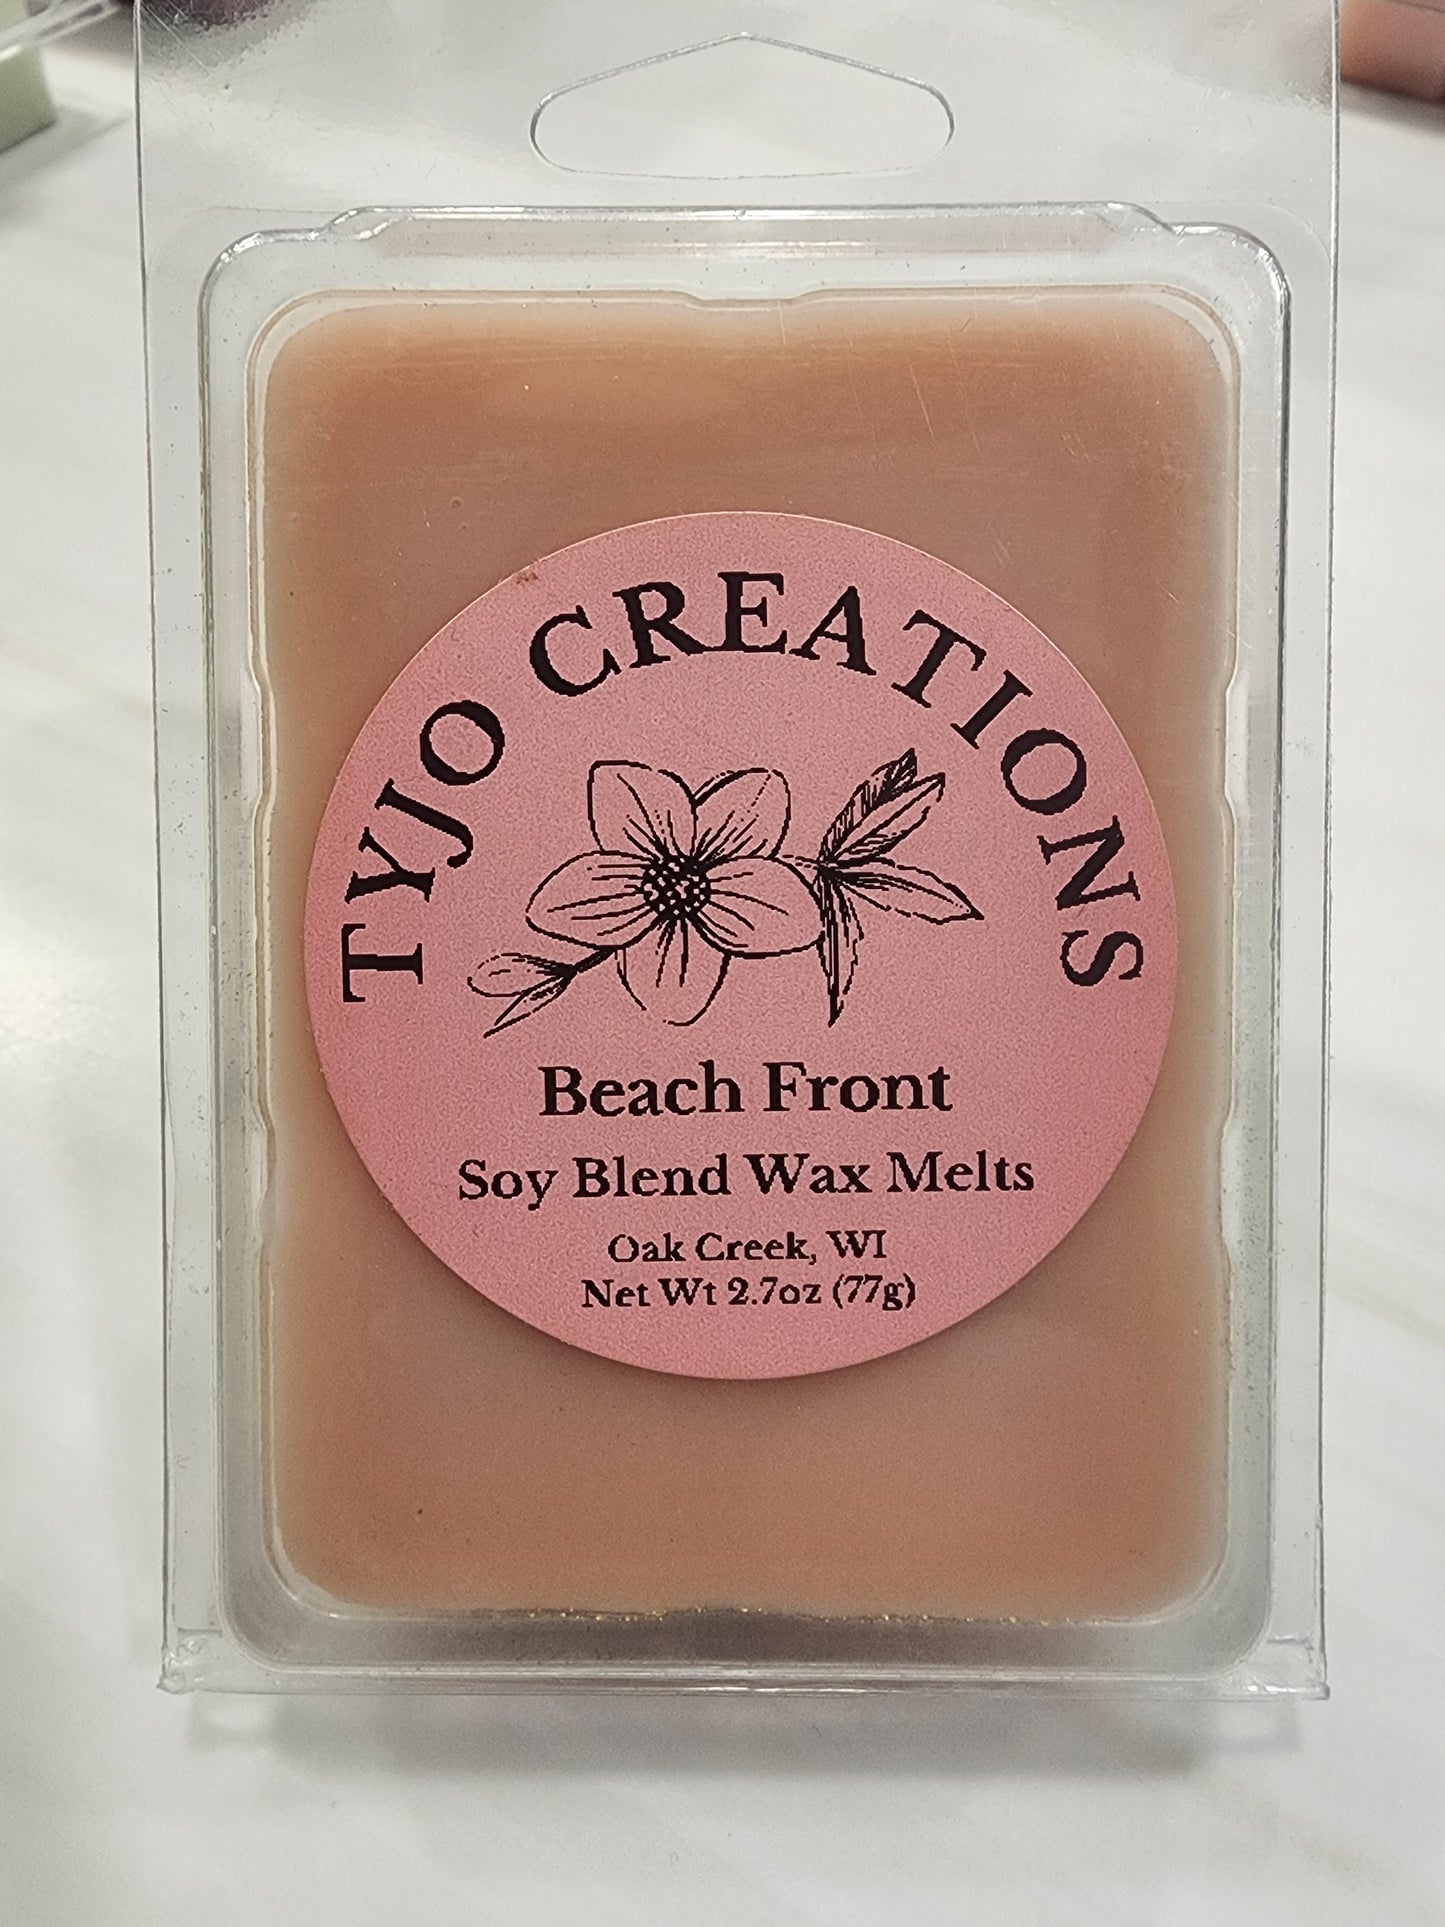 TYJO CREATIONS
Beach Front
Soy Blend Wax Melts
Oak Creek, WI
Net Wt 2.7oz (77g)